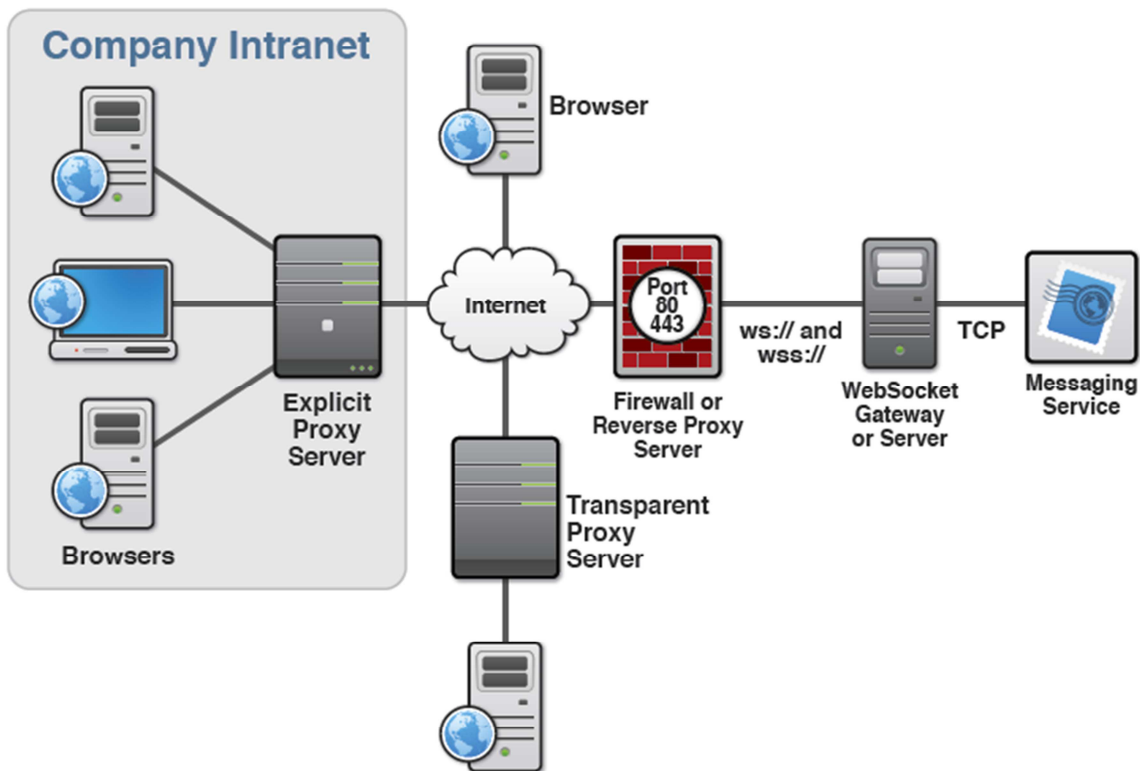 Company Intranet
Browser
Internet
Port
80
443
ws:// and
wss://
TCP
Explicit
Proxy
Server
Firewall or
Reverse Proxy
Server
WebSocket
Gateway
or Server
Messaging
Service
Browsers
Transparent
Proxy
Server